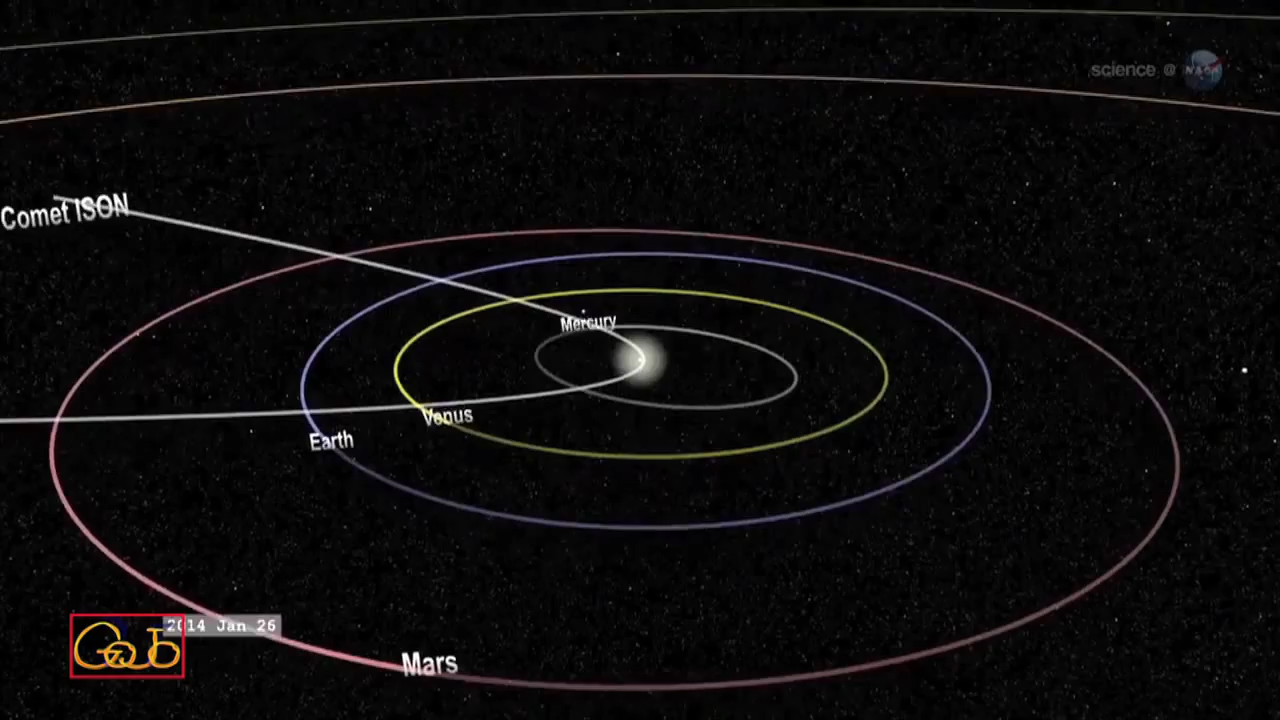 science @ NASA
Comet ISON
Mercury
Venus
Earth
2014 Jan 26
Mars